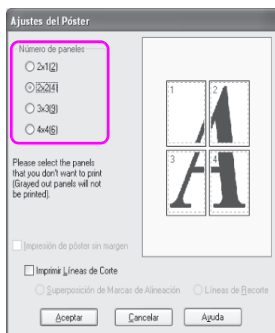 Ajustes del Póster
Número de paneles
2x1(2)
1
2
2x2(4)
3x3(9)
4x4(6)
3
4
Please select the panels
that you don't want to print
(Grayed out panels will not
be printed).
Impresión de póster sin margen
Imprimir Líneas de Corte
Superposición de Marcas de Alineación
Líneas de Recorte
Aceptar
Cancelar
Ayuda